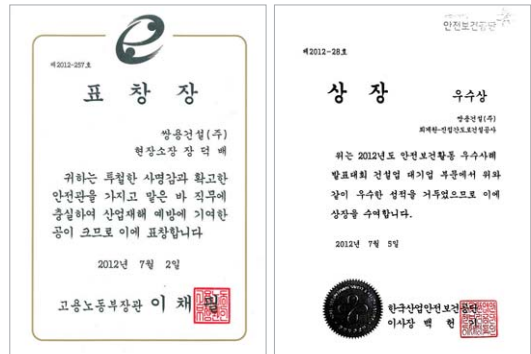 제2012-257호
표 창 장
쌍용건설(주)
현장소장 장 덕 배
귀하는 투철한 사명감과 확고한
안전관을 가지고 맡은 바 직무에
충실하여 산업재해 예방에 기여한
공이 크므로 이에 표창합니다
2012년 7월 2일
고용노동부장관 이 채 필
안전보건공단
제2012-28호
상 장
우수상
쌍용건설(주)
위는 2012년도 안전보건활동 우수사례
발표대회 건설업 대기업 부문에서 위와
같이 우수한 성적을 거두었으므로 이에
상장을 수여합니다.
2012년 7월 5일
한국산업안전보건공단
이사장 백 헌 기